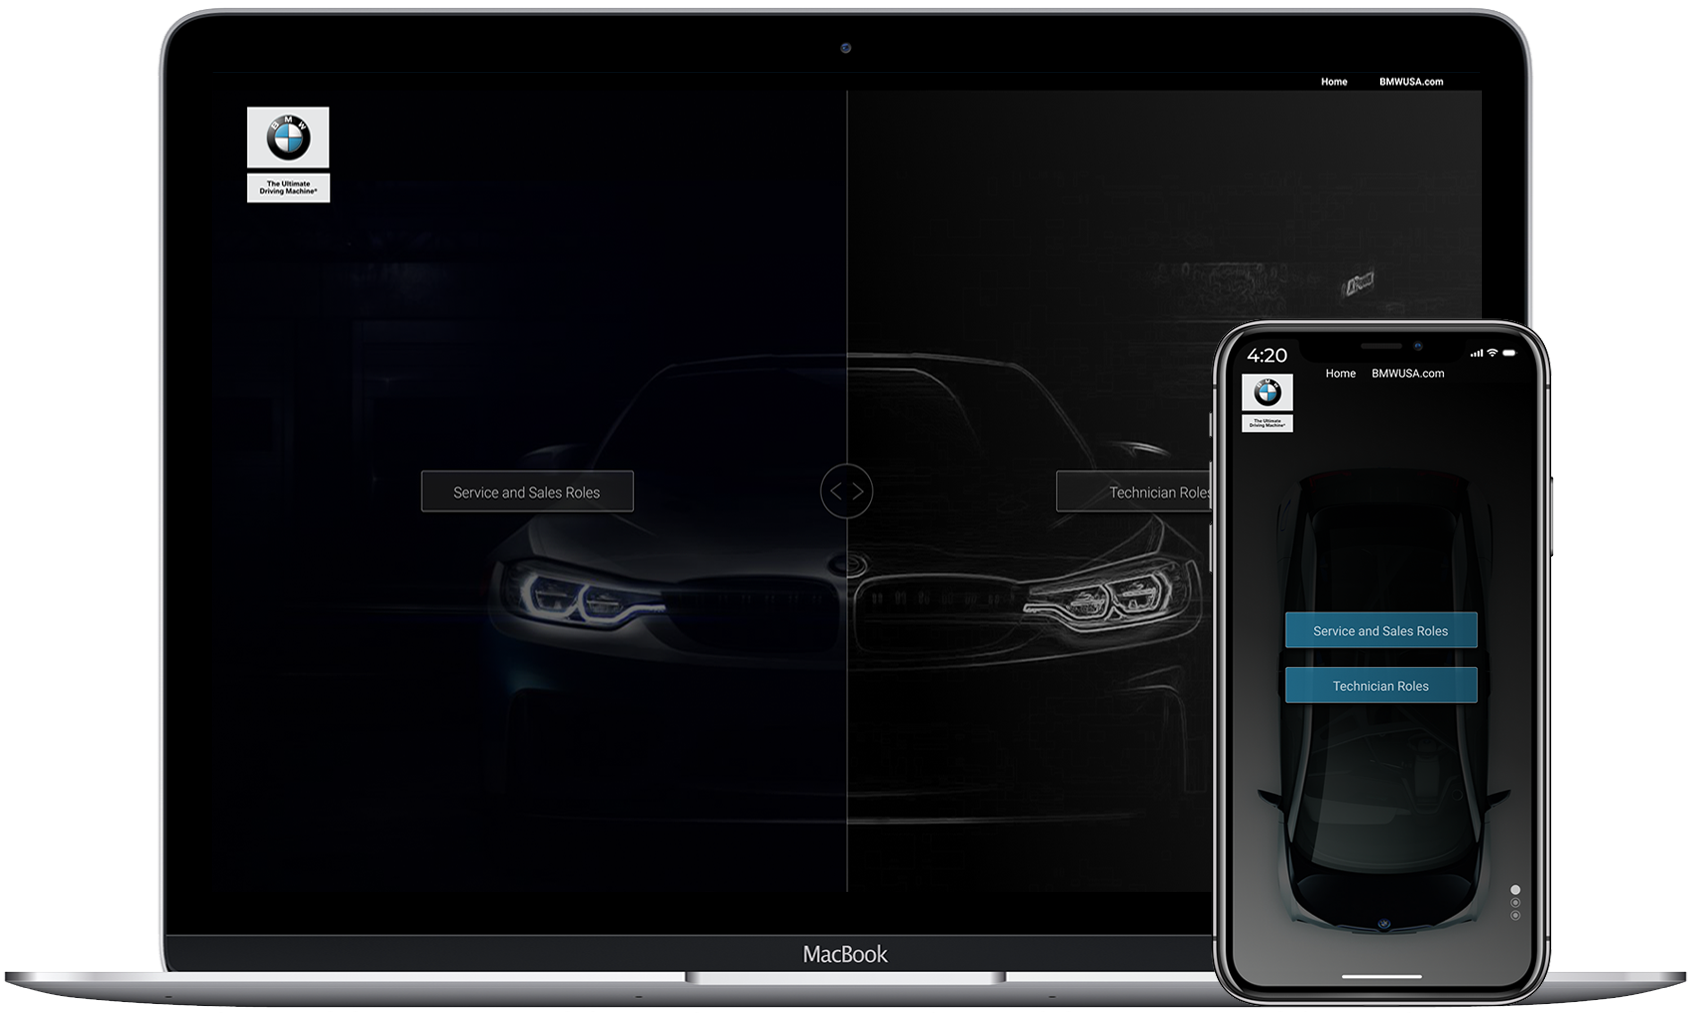 Home BMWUSA.com
BMW
The Ultimate
Driving Machine®
Service and Sales Roles
Technician Roles
4:20
Home BMWUSA.com
BMW
The Ultimate
Driving Machine®
Service and Sales Roles
Technician Roles
MacBook